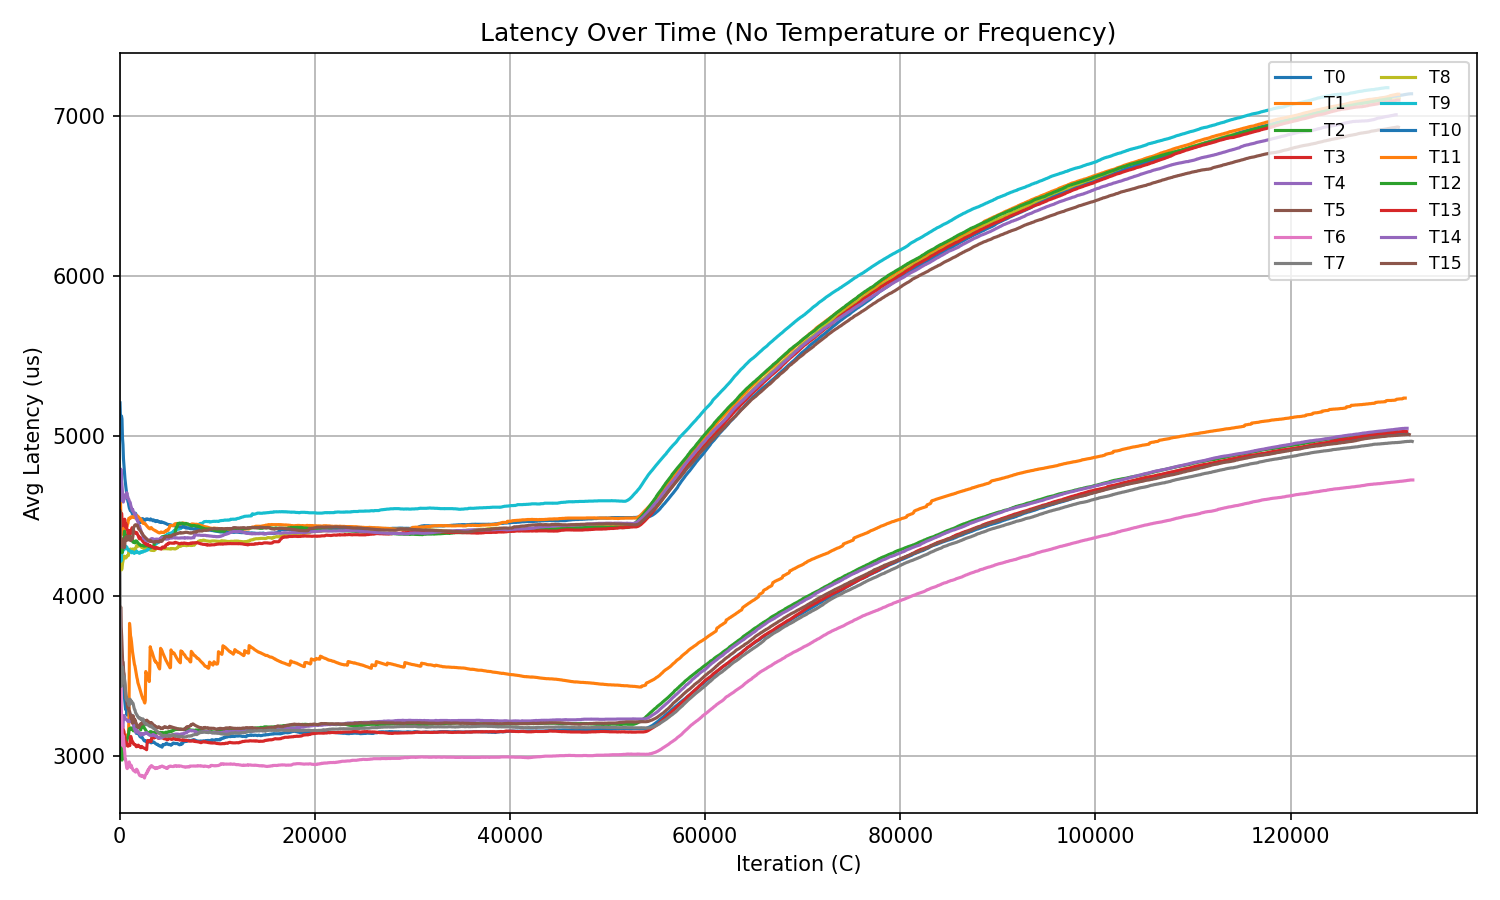 Latency Over Time (No Temperature or Frequency)
Avg Latency (us)
7000
6000
5000
4000
3000
0
20000
40000
60000
80000
100000
120000
Iteration (C)
T0
T1
T2
T3
T4
T5
T6
T7
T8
T9
T10
T11
T12
T13
T14
T15